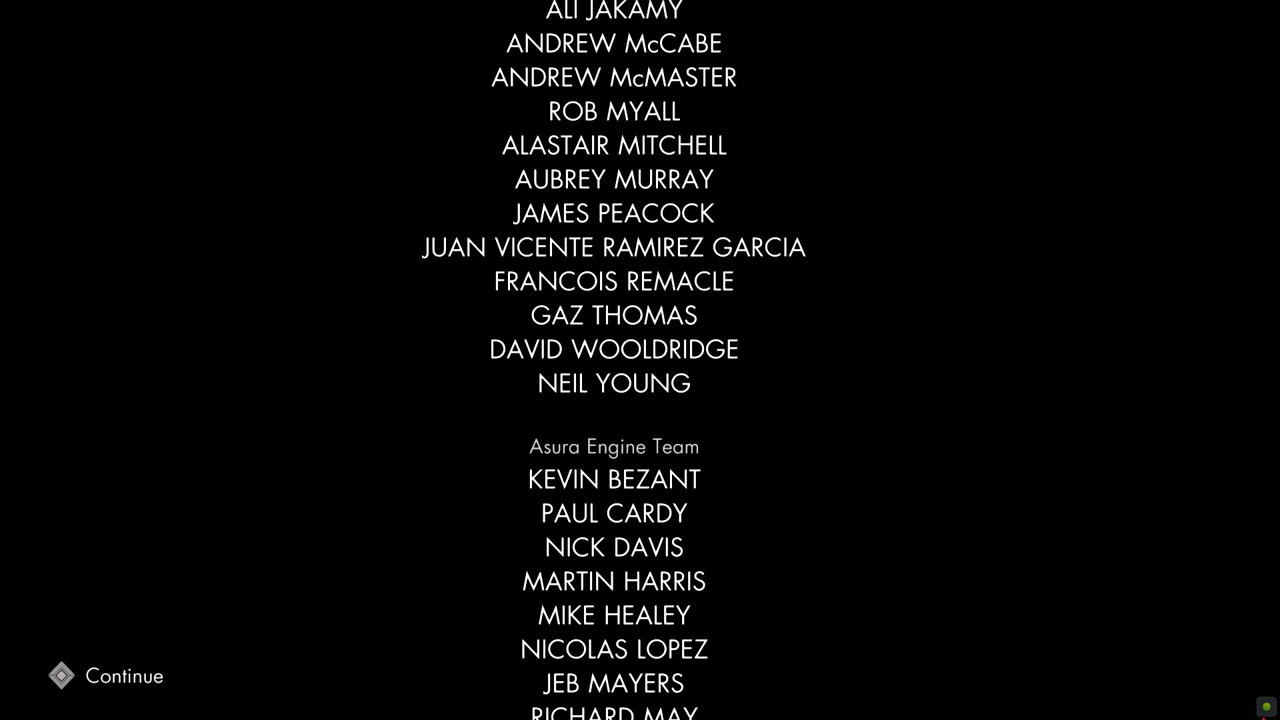 ALI JAKAMY
ANDREW McCABE
ANDREW McMASTER
ROB MYALL
ALASTAIR MITCHELL
AUBREY MURRAY
JAMES PEACOCK
JUAN VICENTE RAMIREZ GARCIA
FRANCOIS REMACLE
GAZ THOMAS
DAVID WOOLDRIDGE
NEIL YOUNG
Asura Engine Team
KEVIN BEZANT
PAUL CARDY
NICK DAVIS
MARTIN HARRIS
MIKE HEALEY
NICOLAS LOPEZ
JEB MAYERS
RICHARD MAY
Continue